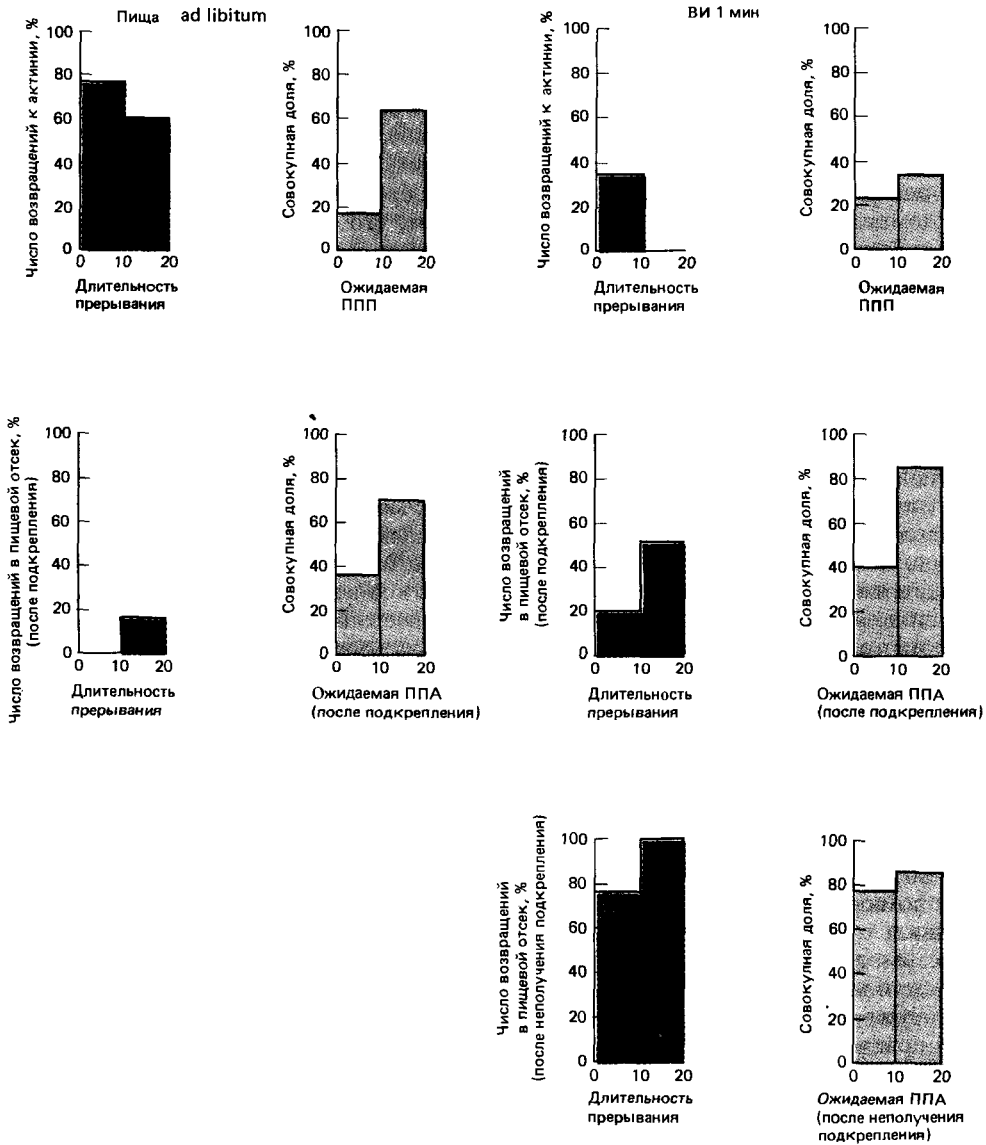 Пища ad libitum
ВИ 1 мин
Число возвращений к актинии, %
100
80
60
40
20
0
0 10 20
Длительность
прерывания
Совокупная доля, %
100
80
60
40
20
0
0 10 20
Ожидаемая
ППП
Число возвращений к актинии, %
100
80
60
40
20
0
0 10 20
Длительность
прерывания
Совокупная доля, %
100
80
60
40
20
0
0 10 20
Ожидаемая
ППП
Число возвращений в пищевой отсек, %
(после подкрепления)
100
80
60
40
20
0
0 10 20
Длительность
прерывания
Совокупная доля, %
100
80
60
40
20
0
0 10 20
Ожидаемая ППА
(после подкрепления)
Число возвращений
в пищевой отсек, %
(после подкрепления)
100
80
60
40
20
0
0 10 20
Длительность
прерывания
Совокупная доля, %
100
80
60
40
20
0
0 10 20
Ожидаемая ППА
(после подкрепления)
Число возвращений
в пищевой отсек, %
(после неполучения подкрепления)
100
80
60
40
20
0
0 10 20
Длительность
прерывания
Совокупная доля, %
100
80
60
40
20
0
0 10 20
Ожидаемая ППА
(после неполучения
подкрепления)